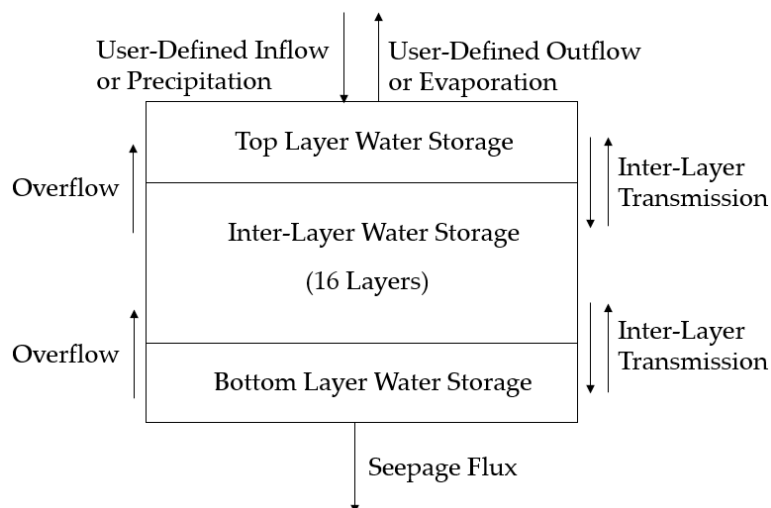 User-Defined Inflow
or Precipitation
User-Defined Outflow
or Evaporation
Top Layer Water Storage
Overflow
Inter-Layer
Transmission
Inter-Layer Water Storage
(16 Layers)
Overflow
Inter-Layer
Transmission
Bottom Layer Water Storage
Seepage Flux